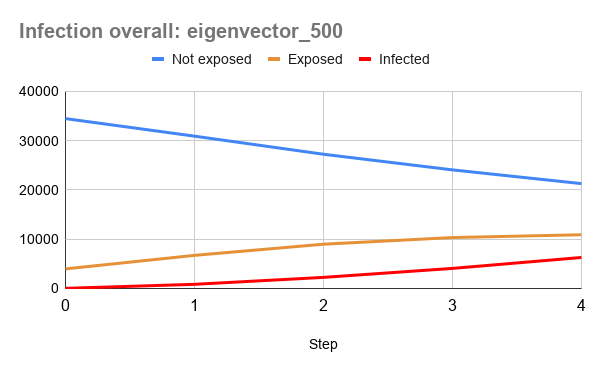 Infection overall: eigenvector_500
Not exposed Exposed Infected
40000
30000
20000
10000
0
0 1 2 3 4
Step